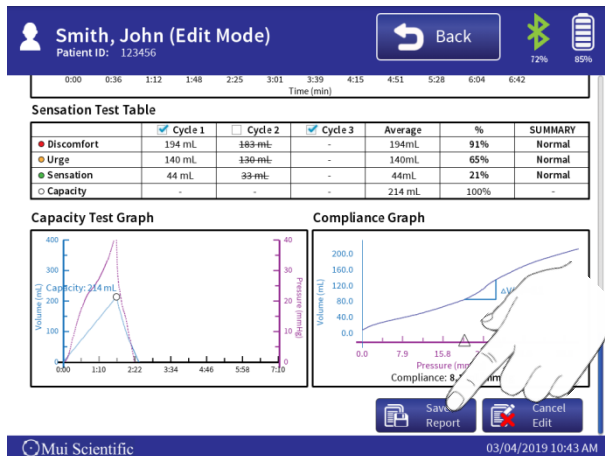 Smith, John (Edit Mode)
Patient ID: 123456
Back
72%
85%
0:00 0:36 1:12 1:48 2:25 3:01 3:39 4:15 4:51 5:28 6:04 6:42
Time (min)
Sensation Test Table
Cycle 1 Cycle 2 Cycle 3 Average % SUMMARY
Discomfort 194 mL 183 mL - 194mL 91% Normal
Urge 140 mL 130 mL - 140mL 65% Normal
Sensation 44 mL 33 mL - 44mL 21% Normal
Capacity - - - 214 mL 100% -
Capacity Test Graph
400
300
200
100
0
Volume (mL)
Capacity: 214 mL
40
30
20
10
0
Pressure (mmHg)
0:00 1:10 2:22 3:34 4:46 5:58 7:10
Compliance Graph
200.0
160.0
120.0
80.0
40.0
0.0
Volume (mL)
0.0 7.9 15.8
Pressure
Compliance:
Save
Report
Cancel
Edit
Mui Scientific
03/04/2019 10:43 AM